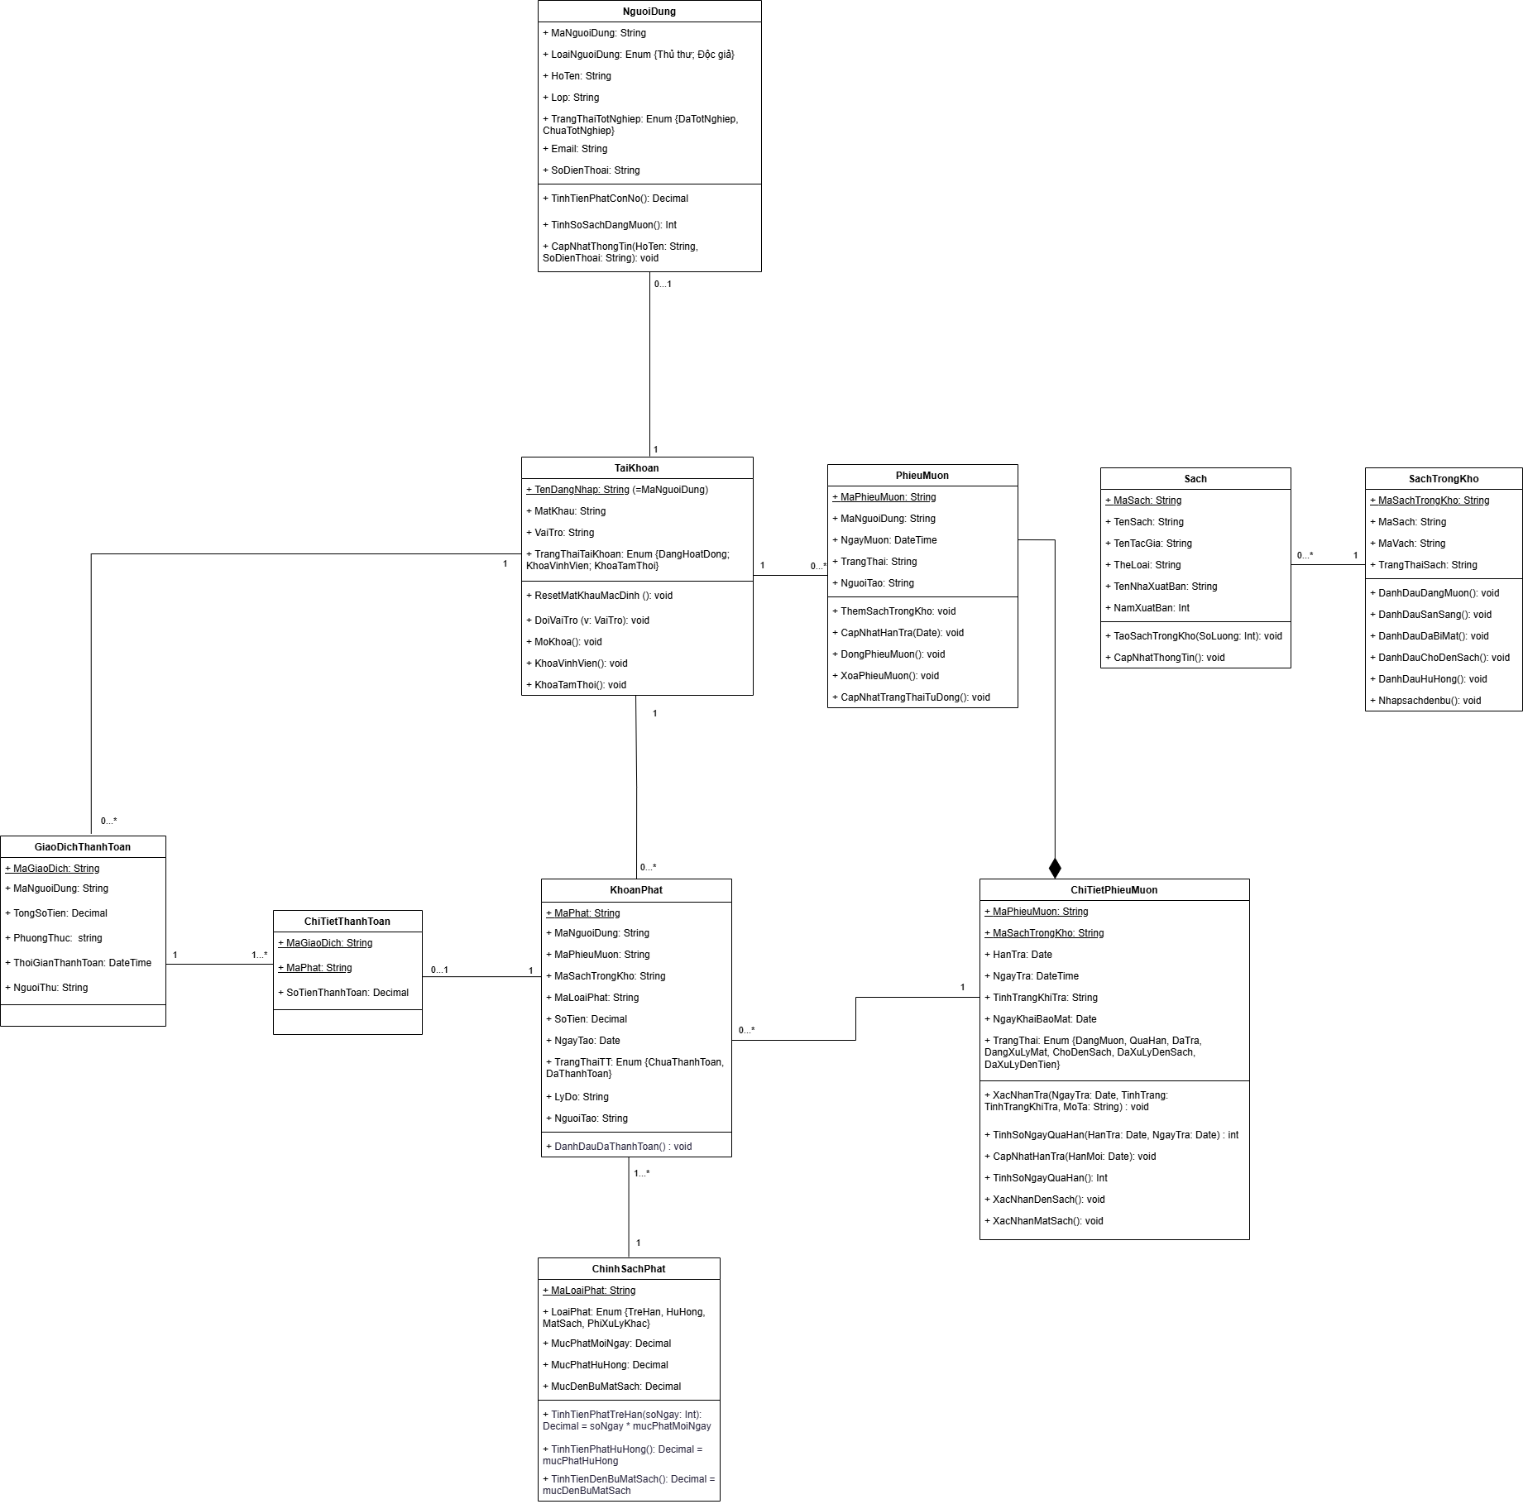 NguoiDung
+ MaNguoiDung: String
+ LoaiNguoiDung: Enum {Thủ thư; Độc giả}
+ HoTen: String
+ Lop: String
+ TrangThaiTotNghiep: Enum {DaTotNghiep,
ChuaTotNghiep}
+ Email: String
+ SoDienThoai: String
+ TinhTienPhatConNo(): Decimal
+ TinhSoSachDangMuon(): Int
+ CapNhatThongTin(HoTen: String,
SoDienThoai: String): void
0...1
1
TaiKhoan
+ TenDangNhap: String (=MaNguoiDung)
+ MatKhau: String
+ VaiTro: String
+ TrangThaiTaiKhoan: Enum {DangHoatDong;
KhoaVinhVien; KhoaTamThoi}
+ ResetMatKhauMacDinh (): void
+ DoiVaiTro (v: VaiTro): void
+ MoKhoa(): void
+ KhoaVinhVien(): void
+ KhoaTamThoi(): void
1
1
0...*
1
PhieuMuon
+ MaPhieuMuon: String
+ MaNguoiDung: String
+ NgayMuon: DateTime
+ TrangThai: String
+ NguoiTao: String
+ ThemSachTrongKho: void
+ CapNhatHanTra(Date): void
+ DongPhieuMuon(): void
+ XoaPhieuMuon(): void
+ CapNhatTrangThaiTuDong(): void
Sach
+ MaSach: String
+ TenSach: String
+ TenTacGia: String
+ TheLoai: String
+ TenNhaXuatBan: String
+ NamXuatBan: Int
+ TaoSachTrongKho(SoLuong: Int): void
+ CapNhatThongTin(): void
0...*
1
SachTrongKho
+ MaSachTrongKho: String
+ MaSach: String
+ MaVach: String
+ TrangThaiSach: String
+ DanhDauDangMuon(): void
+ DanhDauSanSang(): void
+ DanhDauDaBiMat(): void
+ DanhDauChoDenSach(): void
+ DanhDauHuHong(): void
+ Nhapsachdenbu(): void
0...*
GiaoDichThanhToan
+ MaGiaoDich: String
+ MaNguoiDung: String
+ TongSoTien: Decimal
+ PhuongThuc:  string
+ ThoiGianThanhToan: DateTime
+ NguoiThu: String
1
1...*
ChiTietThanhToan
+ MaGiaoDich: String
+ MaPhat: String
+ SoTienThanhToan: Decimal
0...1
1
0...*
KhoanPhat
+ MaPhat: String
+ MaNguoiDung: String
+ MaPhieuMuon: String
+ MaSachTrongKho: String
+ MaLoaiPhat: String
+ SoTien: Decimal
+ NgayTao: Date
+ TrangThaiTT: Enum {ChuaThanhToan,
DaThanhToan}
+ LyDo: String
+ NguoiTao: String
+ DanhDauDaThanhToan() : void
0...*
1
ChiTietPhieuMuon
+ MaPhieuMuon: String
+ MaSachTrongKho: String
+ HanTra: Date
+ NgayTra: DateTime
+ TinhTrangKhiTra: String
+ NgayKhaiBaoMat: Date
+ TrangThai: Enum {DangMuon, QuaHan, DaTra,
DangXuLyMat, ChoDenSach, DaXuLyDenSach,
DaXuLyDenTien}
+ XacNhanTra(NgayTra: Date, TinhTrang:
TinhTrangKhiTra, MoTa: String) : void
+ TinhSoNgayQuaHan(HanTra: Date, NgayTra: Date) : int
+ CapNhatHanTra(HanMoi: Date): void
+ TinhSoNgayQuaHan(): Int
+ XacNhanDenSach(): void
+ XacNhanMatSach(): void
1...*
1
ChinhSachPhat
+ MaLoaiPhat: String
+ LoaiPhat: Enum {TreHan, HuHong,
MatSach, PhiXuLyKhac}
+ MucPhatMoiNgay: Decimal
+ MucPhatHuHong: Decimal
+ MucDenBuMatSach: Decimal
+ TinhTienPhatTreHan(soNgay: Int):
Decimal = soNgay * mucPhatMoiNgay
+ TinhTienPhatHuHong(): Decimal =
mucPhatHuHong
+ TinhTienDenBuMatSach(): Decimal =
mucDenBuMatSach